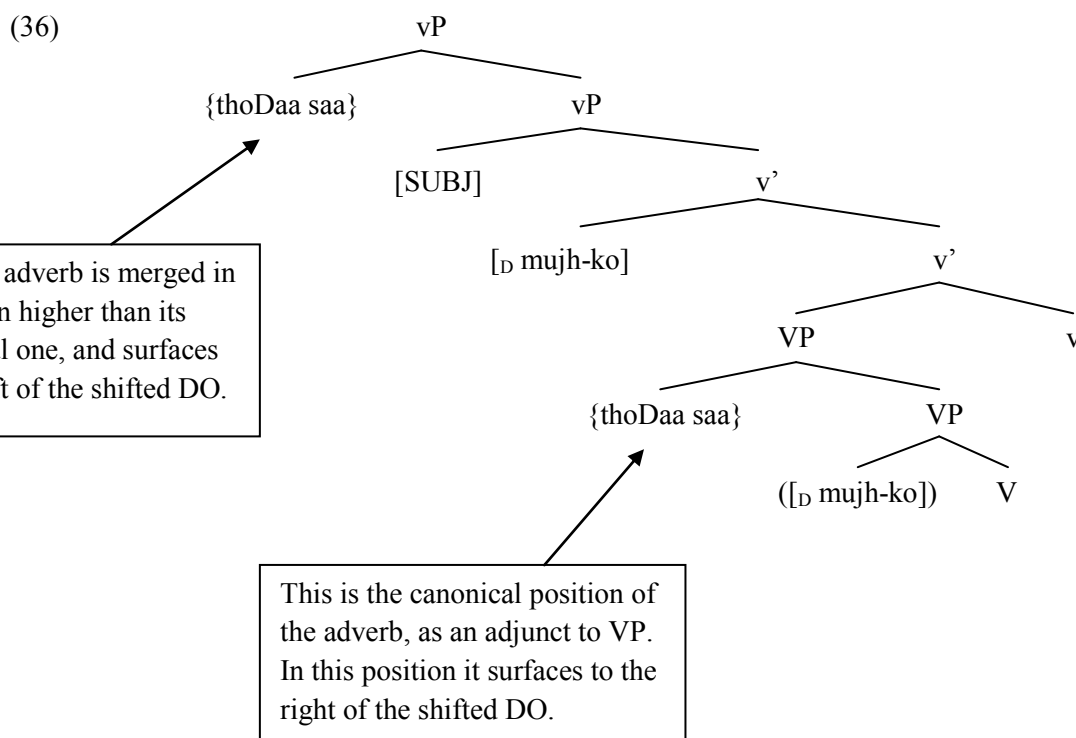 (36) vP
{thoDaa saa} vP
[SUBJ] v’
[D mujh-ko] v’
adverb is merged in
n higher than its
l one, and surfaces
ft of the shifted DO.
VP v
{thoDaa saa} VP
([D mujh-ko]) V
This is the canonical position of
the adverb, as an adjunct to VP.
In this position it surfaces to the
right of the shifted DO.